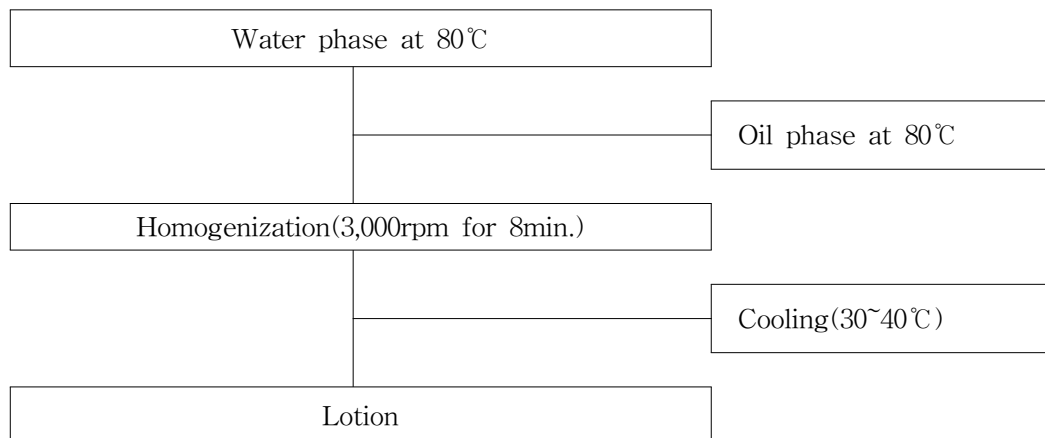 Water phase at 80℃
Oil phase at 80℃
Homogenization(3,000rpm for 8min.)
Cooling(30~40℃)
Lotion